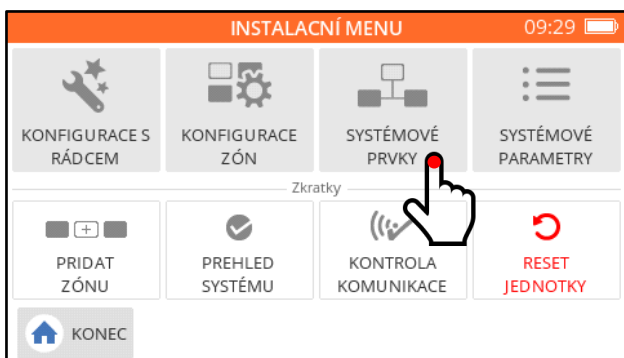 INSTALACNÍ MENU 09:29
KONFIGURACE S
RÁDCEM
KONFIGURACE
ZÓN
SYSTÉMOVÉ
PRVKY
SYSTÉMOVÉ
PARAMETRY
Zkratky
PRIDAT
ZÓNU
PREHLED
SYSTÉMU
KONTROLA
KOMUNIKACE
RESET
JEDNOTKY
KONEC